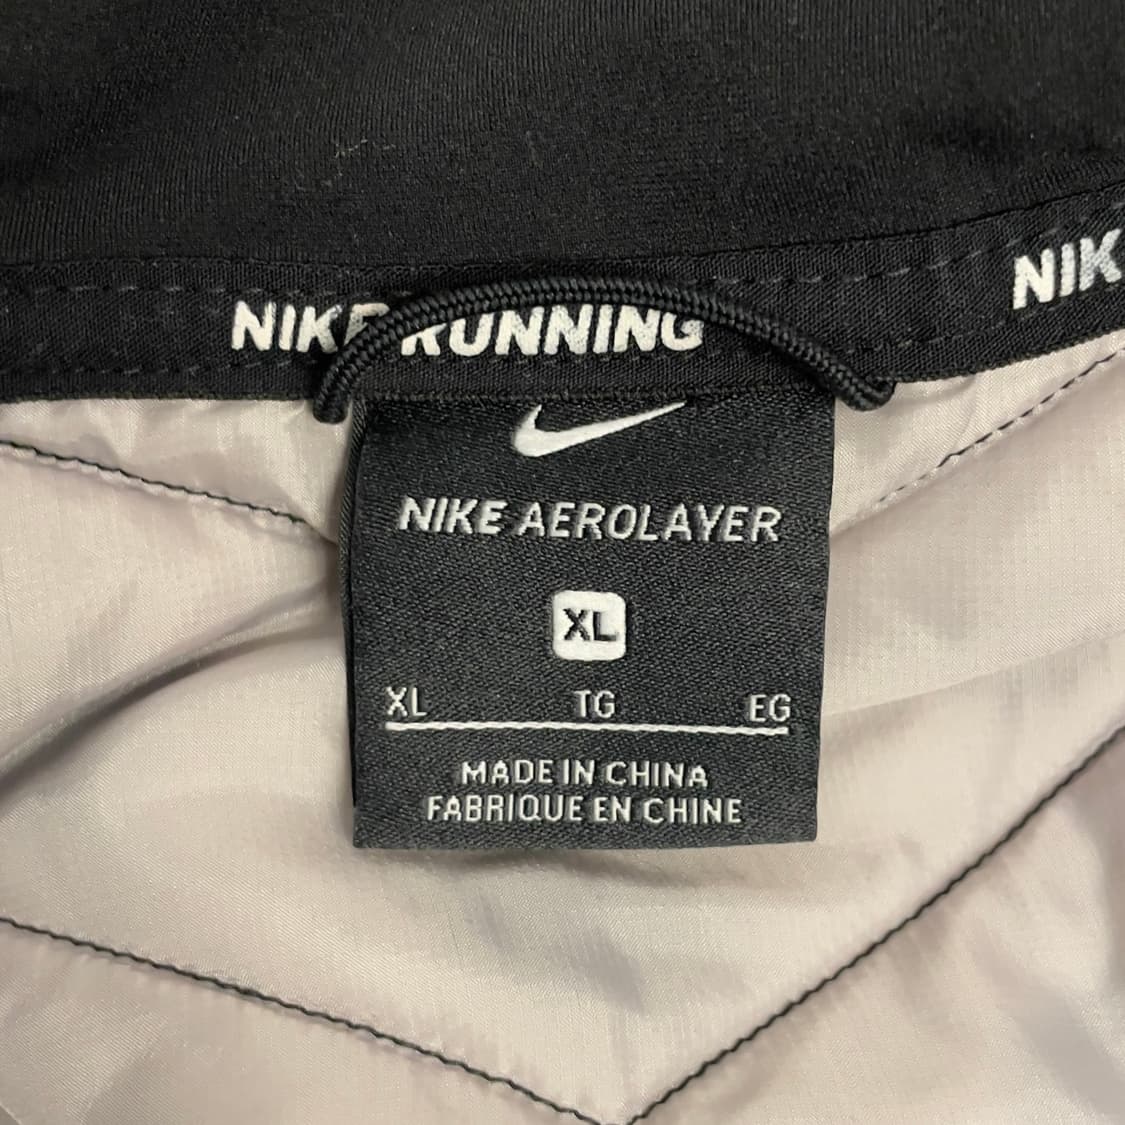 NIKE RUNNING NIK
NIKE AEROLAYER
XL
XL TG EG
MADE IN CHINA
FABRIQUE EN CHINE